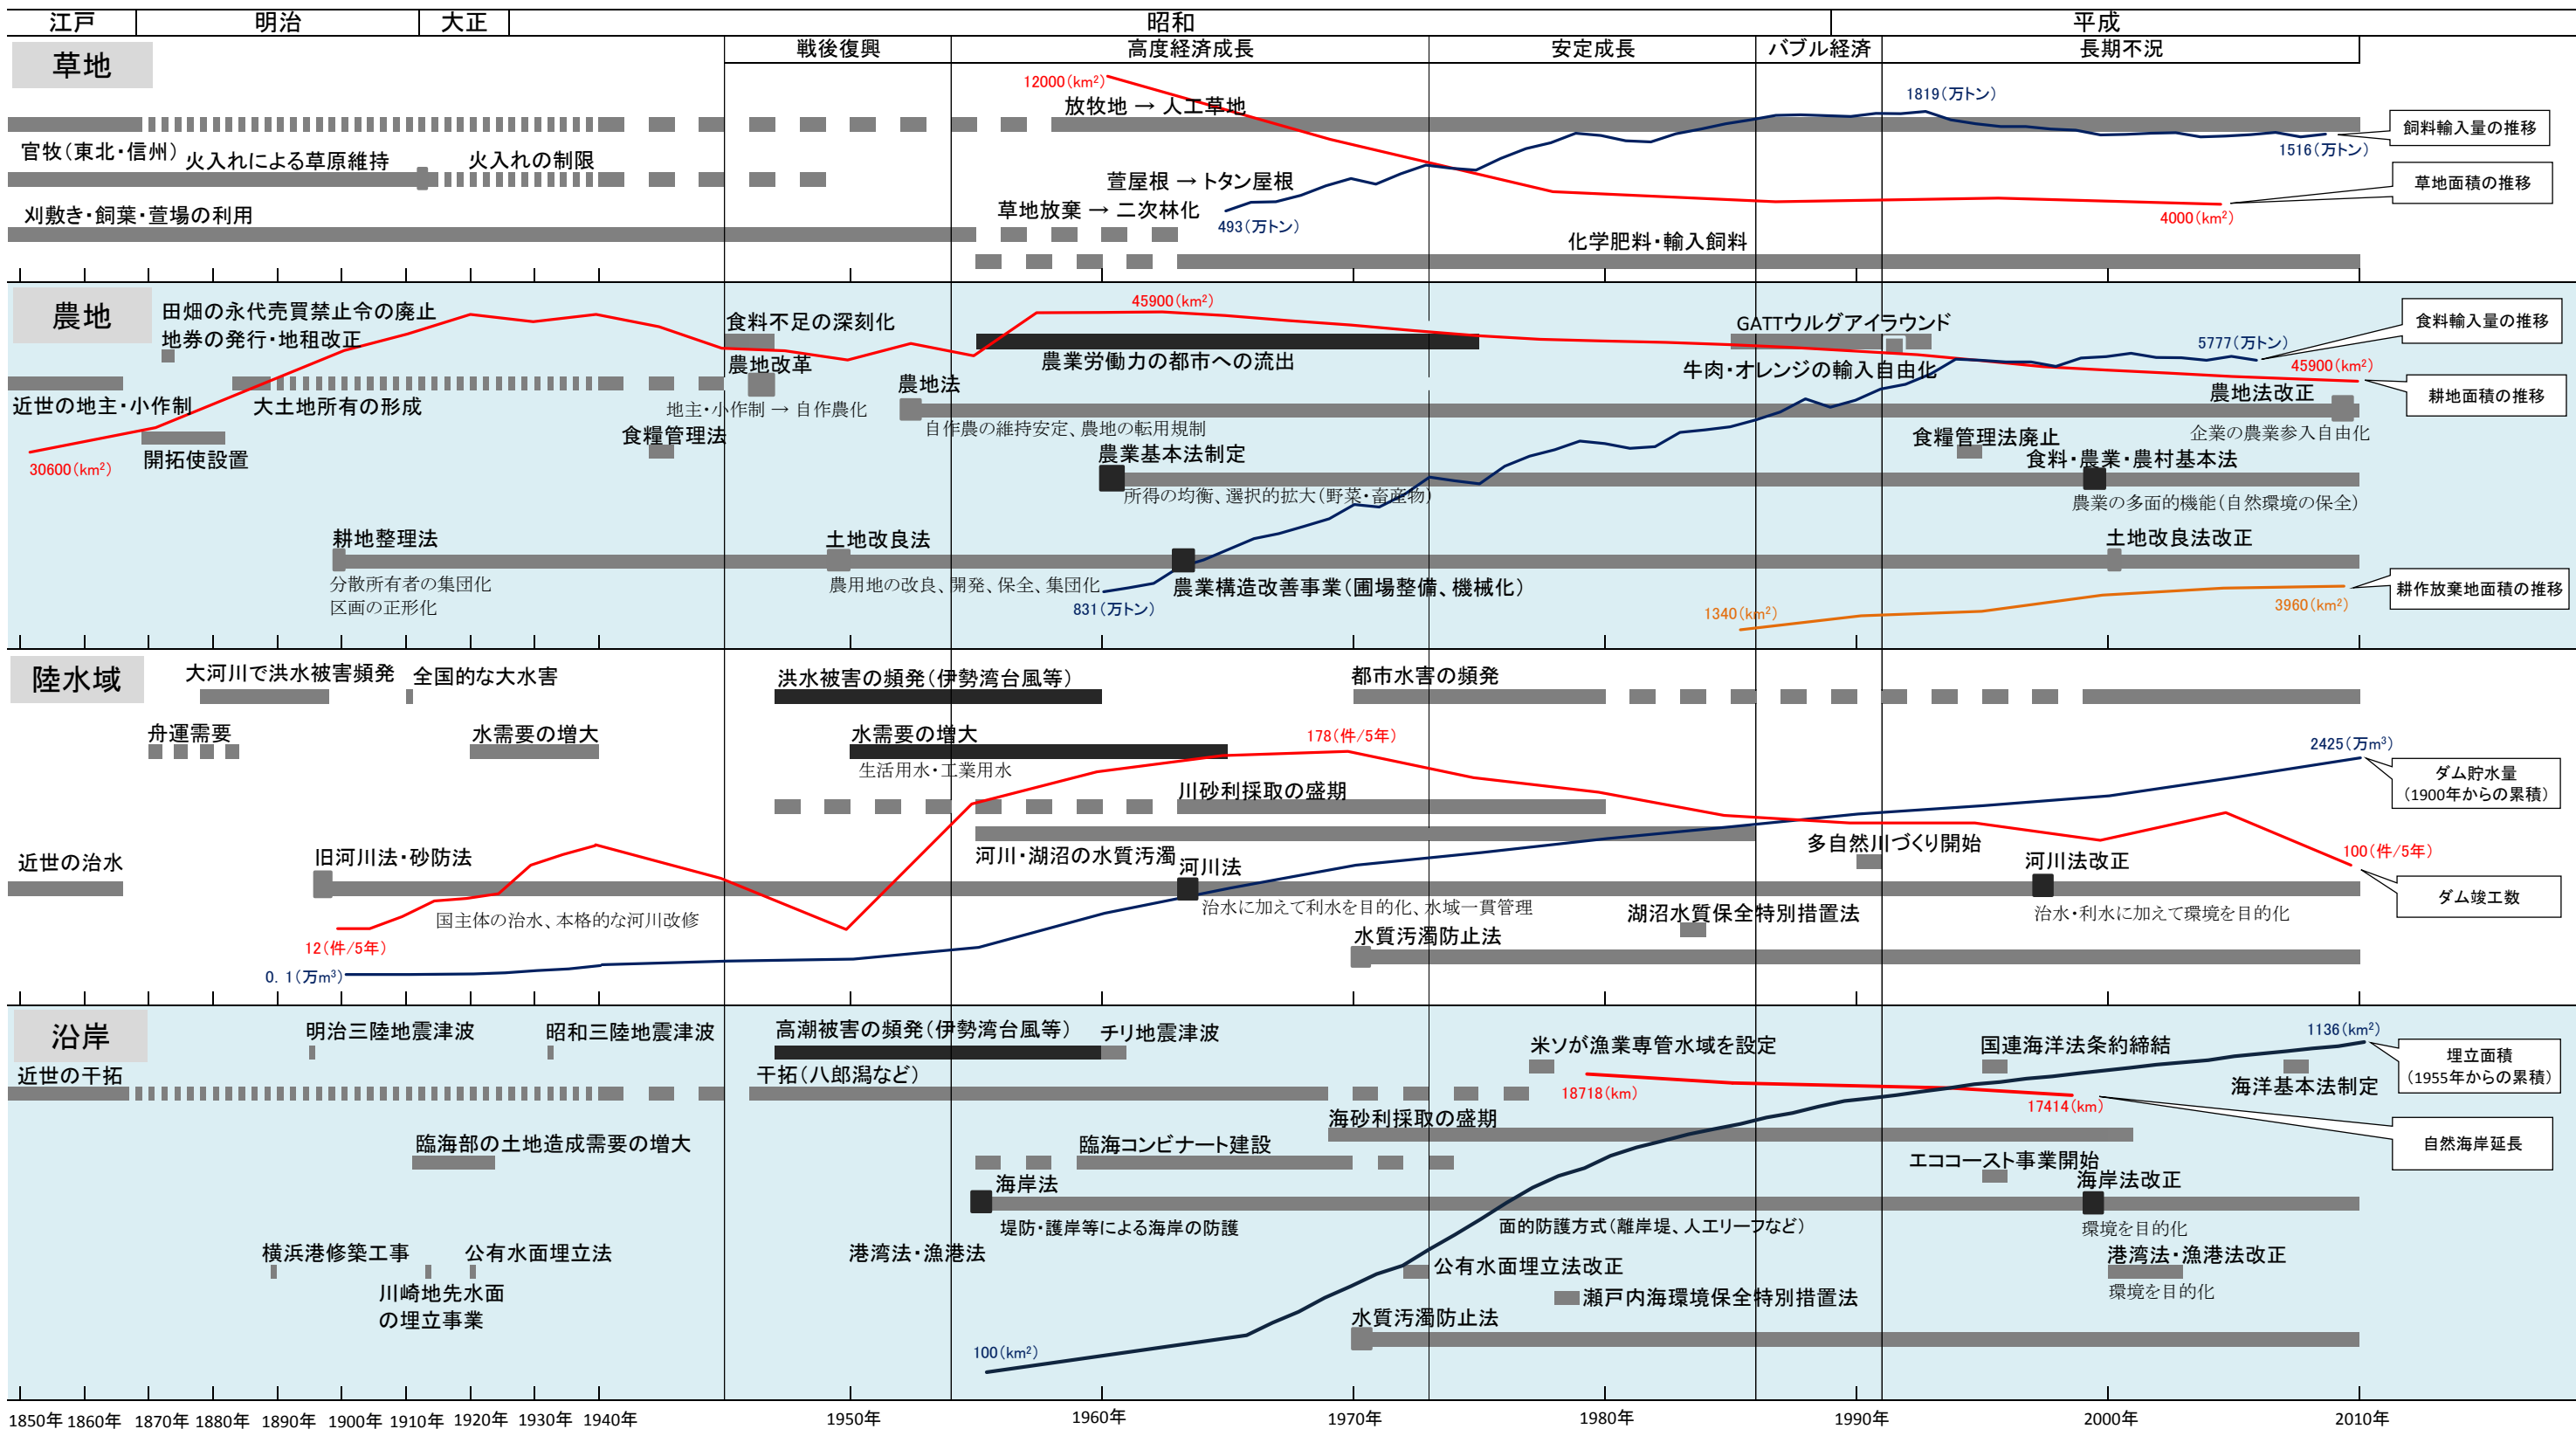 江戸
明治
大正
昭和
平成
戦後復興
高度経済成長
安定成長
バブル経済
長期不況
草地
12000(km²)
放牧地 → 人工草地
1819(万トン)
飼料輸入量の推移
1516(万トン)
官牧(東北・信州)
火入れによる草原維持
火入れの制限
萱屋根 → トタン屋根
草地面積の推移
刈敷き・飼葉・萱場の利用
草地放棄 → 二次林化
493(万トン)
4000(km²)
化学肥料・輸入飼料
農地
田畑の永代売買禁止令の廃止
地券の発行・地租改正
食料不足の深刻化
45900(km²)
GATTウルグアイラウンド
食料輸入量の推移
5777(万トン)
農地改革
農業労働力の都市への流出
牛肉・オレンジの輸入自由化
45900(km²)
近世の地主・小作制
大土地所有の形成
地主・小作制 → 自作農化
農地法
農地法改正
耕地面積の推移
自作農の維持安定、農地の転用規制
企業の農業参入自由化
30600(km²)
開拓使設置
食糧管理法
農業基本法制定
食糧管理法廃止
食料・農業・農村基本法
所得の均衡、選択的拡大(野菜・畜産物)
農業の多面的機能(自然環境の保全)
耕地整理法
土地改良法
土地改良法改正
分散所有者の集団化
区画の正形化
農用地の改良、開発、保全、集団化
831(万トン)
農業構造改善事業(圃場整備、機械化)
1340(km²)
3960(km²)
耕作放棄地面積の推移
陸水域
大河川で洪水被害頻発
全国的な大水害
洪水被害の頻発(伊勢湾台風等)
都市水害の頻発
舟運需要
水需要の増大
水需要の増大
178(件/5年)
2425(万m³)
生活用水・工業用水
ダム貯水量
(1900年からの累積)
川砂利採取の盛期
近世の治水
旧河川法・砂防法
河川・湖沼の水質汚濁
河川法
多自然川づくり開始
河川法改正
100(件/5年)
国主体の治水、本格的な河川改修
治水に加えて利水を目的化、水域一貫管理
湖沼水質保全特別措置法
治水・利水に加えて環境を目的化
ダム竣工数
12(件/5年)
水質汚濁防止法
0.1(万m³)
沿岸
明治三陸地震津波
昭和三陸地震津波
高潮被害の頻発(伊勢湾台風等)
チリ地震津波
米ソが漁業専管水域を設定
国連海洋法条約締結
1136(km²)
埋立面積
(1955年からの累積)
近世の干拓
干拓(八郎潟など)
18718(km)
17414(km)
海洋基本法制定
海砂利採取の盛期
自然海岸延長
臨海部の土地造成需要の増大
臨海コンビナート建設
エココースト事業開始
海岸法
海岸法改正
堤防・護岸等による海岸の防護
面的防護方式(離岸堤、人工リーフなど)
環境を目的化
横浜港修築工事
公有水面埋立法
港湾法・漁港法
公有水面埋立法改正
港湾法・漁港法改正
環境を目的化
川崎地先水面
の埋立事業
瀬戸内海環境保全特別措置法
水質汚濁防止法
100(km²)
1850年 1860年 1870年 1880年 1890年 1900年 1910年 1920年 1930年 1940年 1950年 1960年 1970年 1980年 1990年 2000年 2010年